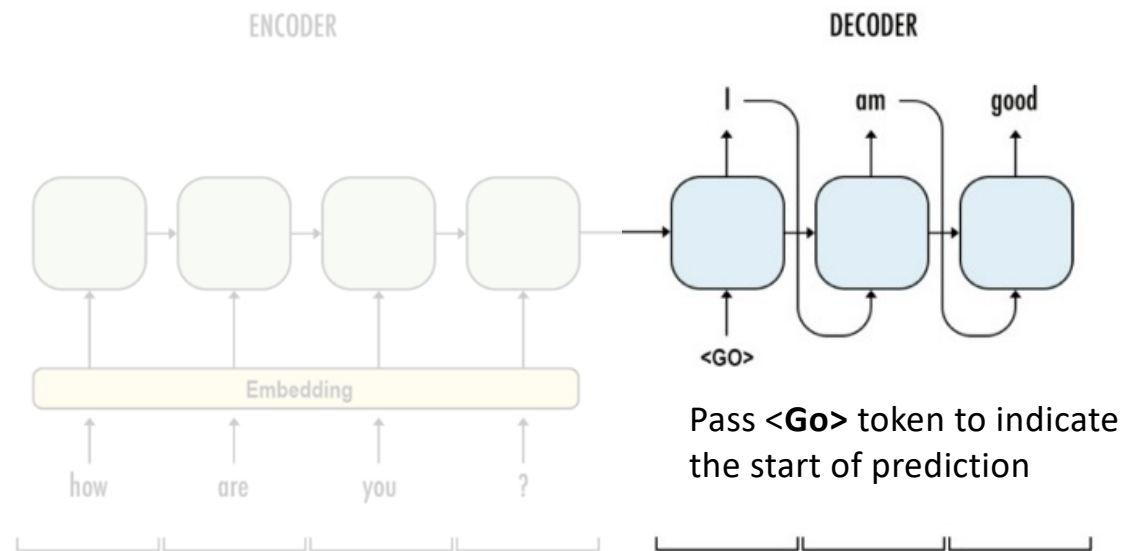 ENCODER
DECODER
I am good
<GO>
Embedding
Pass <Go> token to indicate
the start of prediction
how are you ?